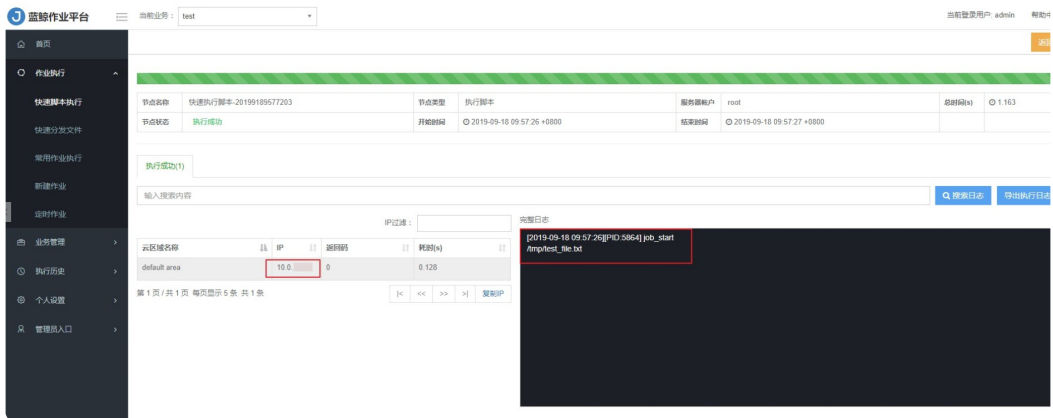 蓝鲸作业平台
当前业务： test
当前登录用户: admin 帮助中
首页
返回
作业执行
快速脚本执行
快速分发文件
常用作业执行
新建作业
定时作业
业务管理
执行历史
个人设置
管理员入口
节点名称 快速执行脚本-20199189577203 节点类型 执行脚本 服务器帐户 root 总时间(s) 1.163
节点状态 执行成功 开始时间 2019-09-18 09:57:26 +0800 结束时间 2019-09-18 09:57:27 +0800
执行成功(1)
输入搜索内容 搜索日志 导出执行日志
IP过滤：
云区域名称 IP 返回码 耗时(s)
default area 10.0 0 0.128
第 1 页 / 共 1 页 每页显示 5 条 共 1 条 |< << >> >| 复制IP
完整日志
[2019-09-18 09:57:26][PID:5864] job_start
/tmp/test_file.txt